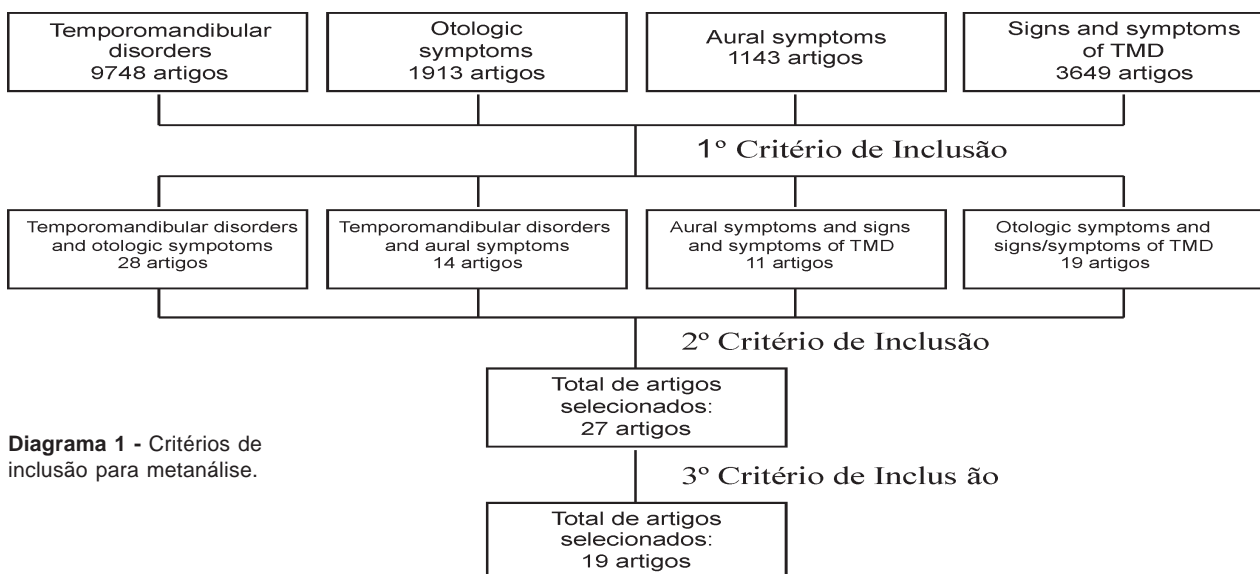 Temporomandibular
disorders
9748 artigos
Otologic
symptoms
1913 artigos
Aural symptoms
1143 artigos
Signs and symptoms
of TMD
3649 artigos
1º Critério de Inclusão
Temporomandibular disorders
and otologic sympotoms
28 artigos
Temporomandibular disorders
and aural symptoms
14 artigos
Aural symptoms and signs
and symptoms of TMD
11 artigos
Otologic symptoms and
signs/symptoms of TMD
19 artigos
2º Critério de Inclusão
Total de artigos
selecionados:
27 artigos
Diagrama 1 - Critérios de
inclusão para metanálise.
3º Critério de Inclus ão
Total de artigos
selecionados:
19 artigos